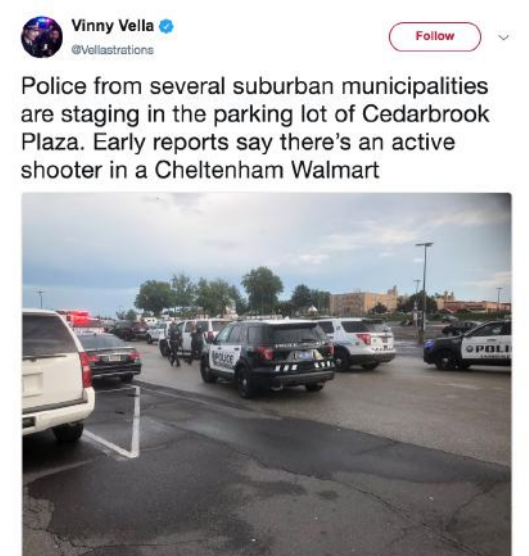 Vinny Vella
@Vellastrations
Follow
Police from several suburban municipalities
are staging in the parking lot of Cedarbrook
Plaza. Early reports say there's an active
shooter in a Cheltenham Walmart
POLICE
POLI